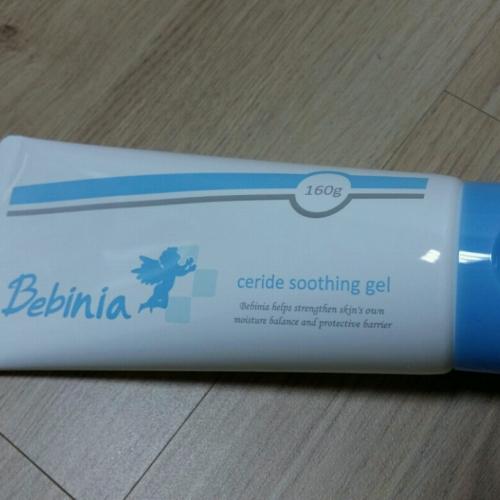 160g
Bebinia
ceride soothing gel
Bebinia helps strengthen skin's own
moisture balance and protective barrier